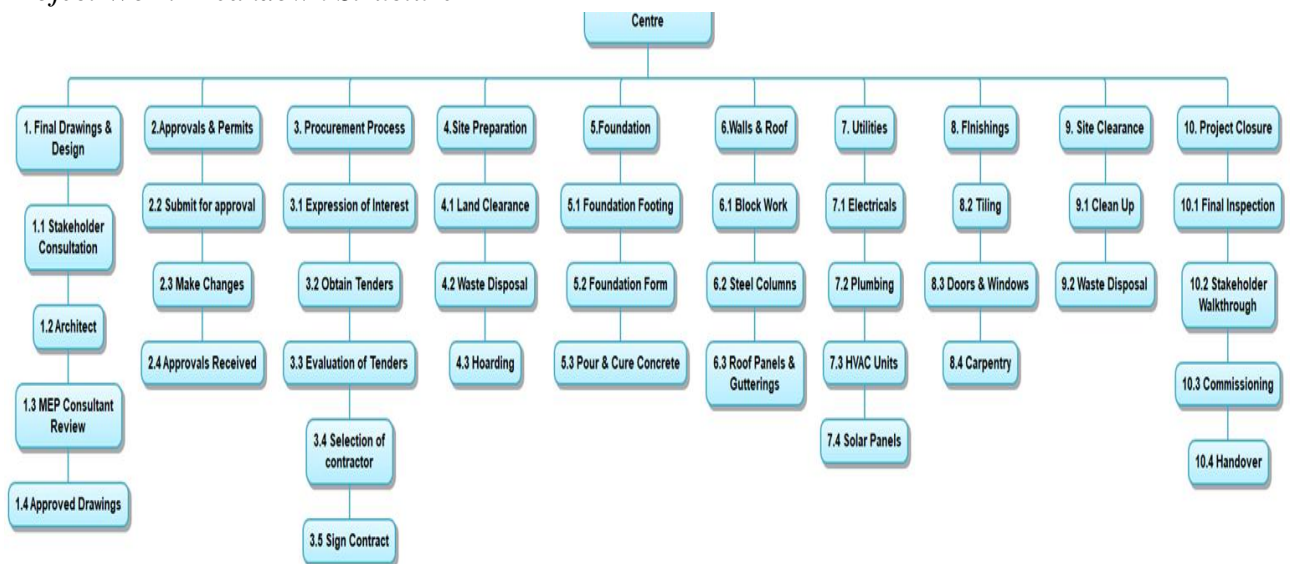 Centre
1. Final Drawings &
Design
1.1 Stakeholder
Consultation
1.2 Architect
1.3 MEP Consultant
Review
1.4 Approved Drawings
2.Approvals & Permits
2.2 Submit for approval
2.3 Make Changes
2.4 Approvals Received
3. Procurement Process
3.1 Expression of Interest
3.2 Obtain Tenders
3.3 Evaluation of Tenders
3.4 Selection of
contractor
3.5 Sign Contract
4.Site Preparation
4.1 Land Clearance
4.2 Waste Disposal
4.3 Hoarding
5.Foundation
5.1 Foundation Footing
5.2 Foundation Form
5.3 Pour & Cure Concrete
6.Walls & Roof
6.1 Block Work
6.2 Steel Columns
6.3 Roof Panels &
Gutterings
7. Utilities
7.1 Electricals
7.2 Plumbing
7.3 HVAC Units
7.4 Solar Panels
8. FInishings
8.2 Tiling
8.3 Doors & Windows
8.4 Carpentry
9. Site Clearance
9.1 Clean Up
9.2 Waste Disposal
10. Project Closure
10.1 Final Inspection
10.2 Stakeholder
Walkthrough
10.3 Commissioning
10.4 Handover